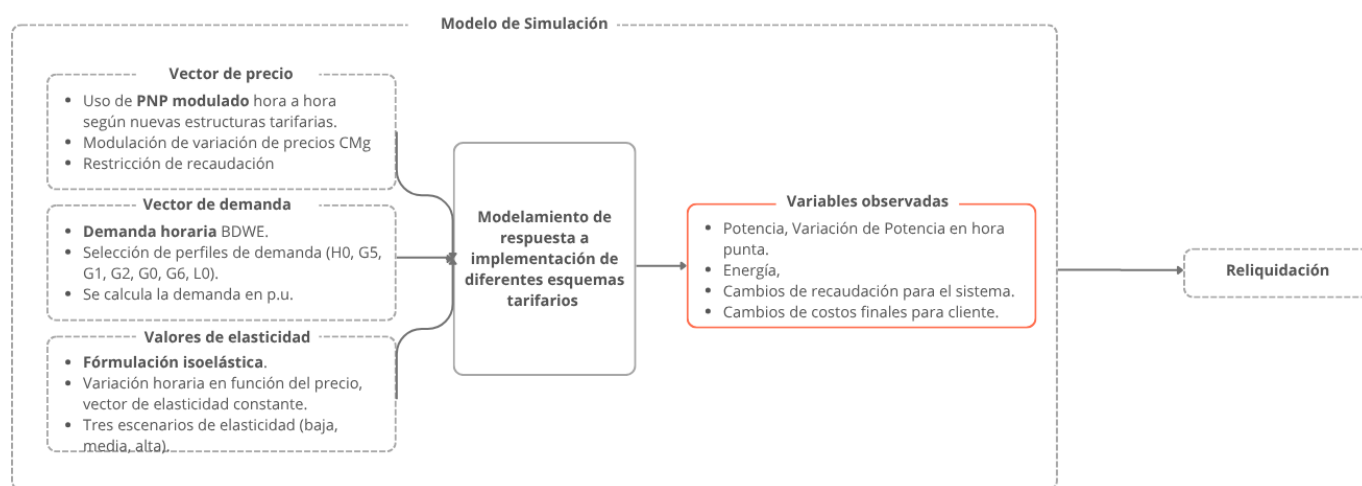 Modelo de Simulación
Vector de precio
Uso de PNP modulado hora a hora
según nuevas estructuras tarifarias.
Modulación de variación de precios CMg
Restricción de recaudación
Vector de demanda
Demanda horaria BDWE.
Selección de perfiles de demanda (H0, G5,
G1, G2, G0, G6, L0).
Se calcula la demanda en p.u.
Valores de elasticidad
Fórmulación isoelástica.
Variación horaria en función del precio,
vector de elasticidad constante.
Tres escenarios de elasticidad (baja,
media, alta).
Modelamiento de
respuesta a
implementación de
diferentes esquemas
tarifarios
Variables observadas
Potencia, Variación de Potencia en hora
punta.
Energía,
Cambios de recaudación para el sistema.
Cambios de costos finales para cliente.
Reliquidación